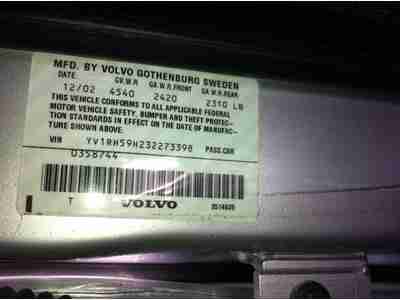 MFD. BY VOLVO GOTHENBURG SWEDEN
DATE: G.V.W.R GA.W.R.FRONT GA W.R.REAR
12/02 4540 2420 2310 LB
THIS VEHICLE CONFORMS TO ALL APPLICABLE FEDERAL
MOTOR VEHICLE SAFETY, BUMPER AND THEFT PROTEC-
TION STANDARDS IN EFFECT ON THE DATE OF MANUFAC-
TURE SHOWN ABOVE.
VIN YV1RH59H232273398 PASS.CAR
0358744
T VOLVO